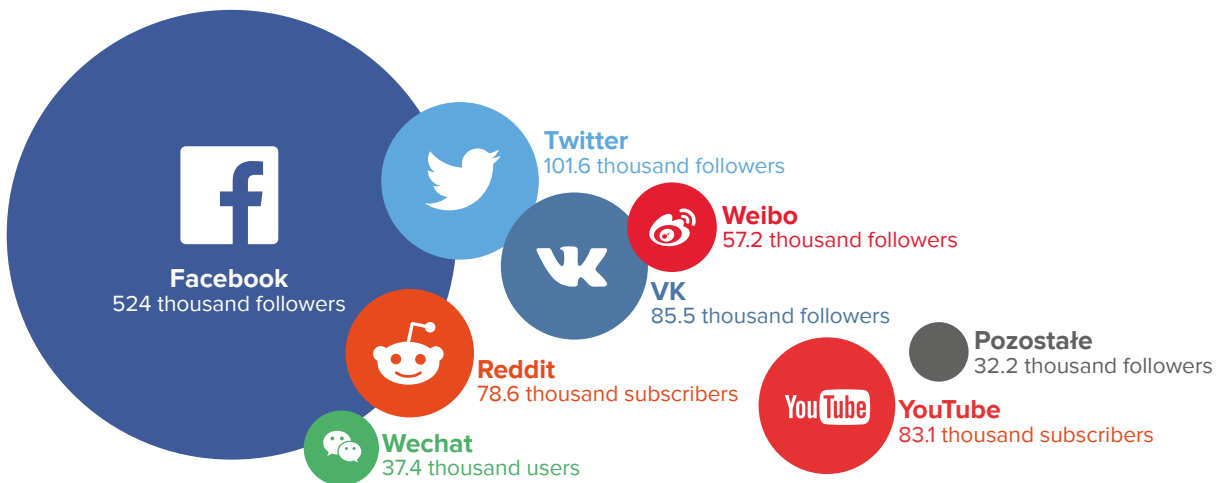 Facebook
524 thousand followers
Twitter
101.6 thousand followers
Weibo
57.2 thousand followers
VK
85.5 thousand followers
Reddit
78.6 thousand subscribers
Wechat
37.4 thousand users
Pozostałe
32.2 thousand followers
You Tube
YouTube
83.1 thousand subscribers